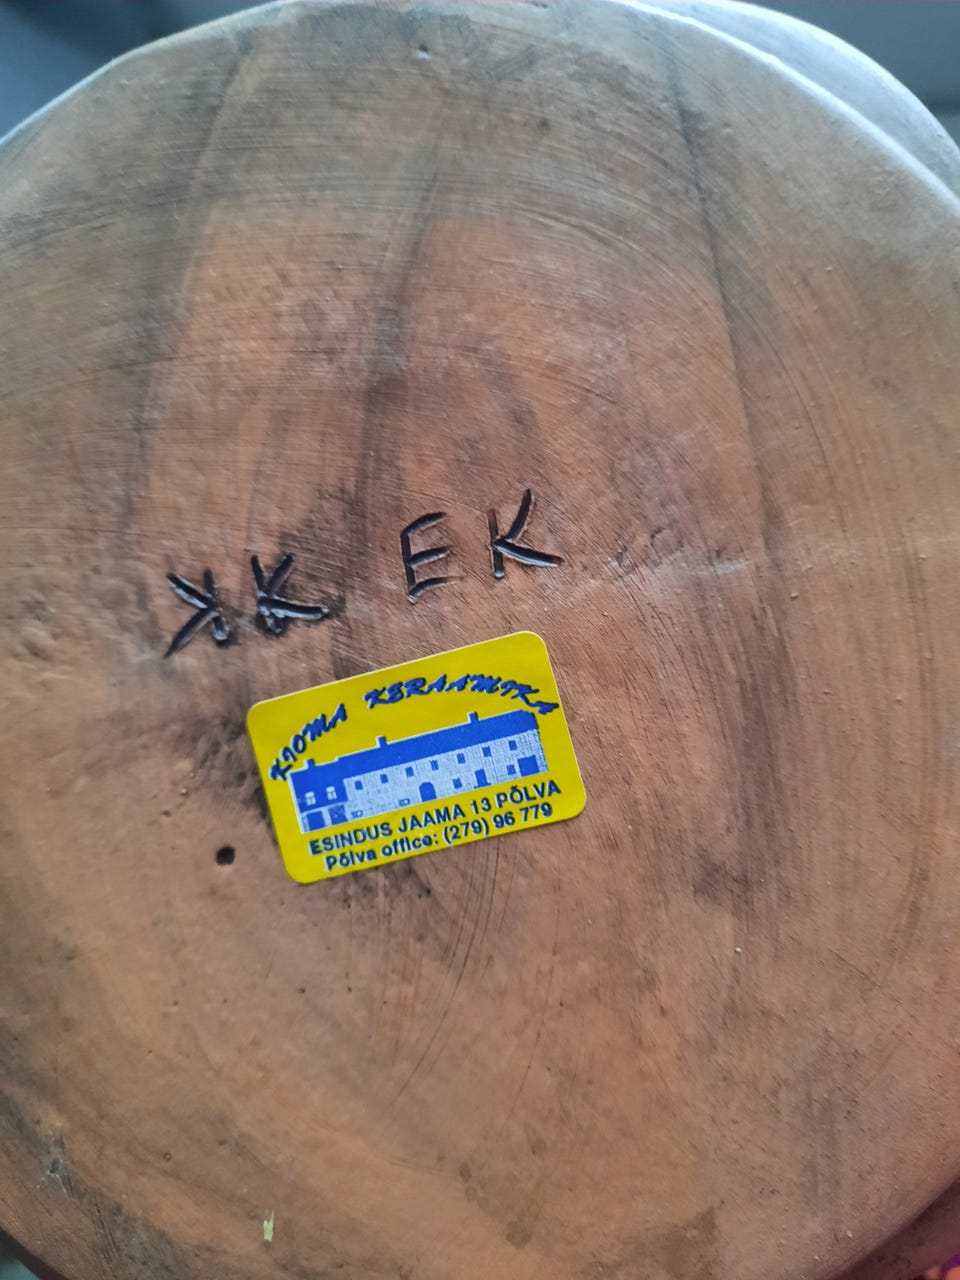 KK EK
KIOMA KERAAMIKA
ESINDUS JAAMA 13 PÕLVA
Põlva office: (279) 96 779